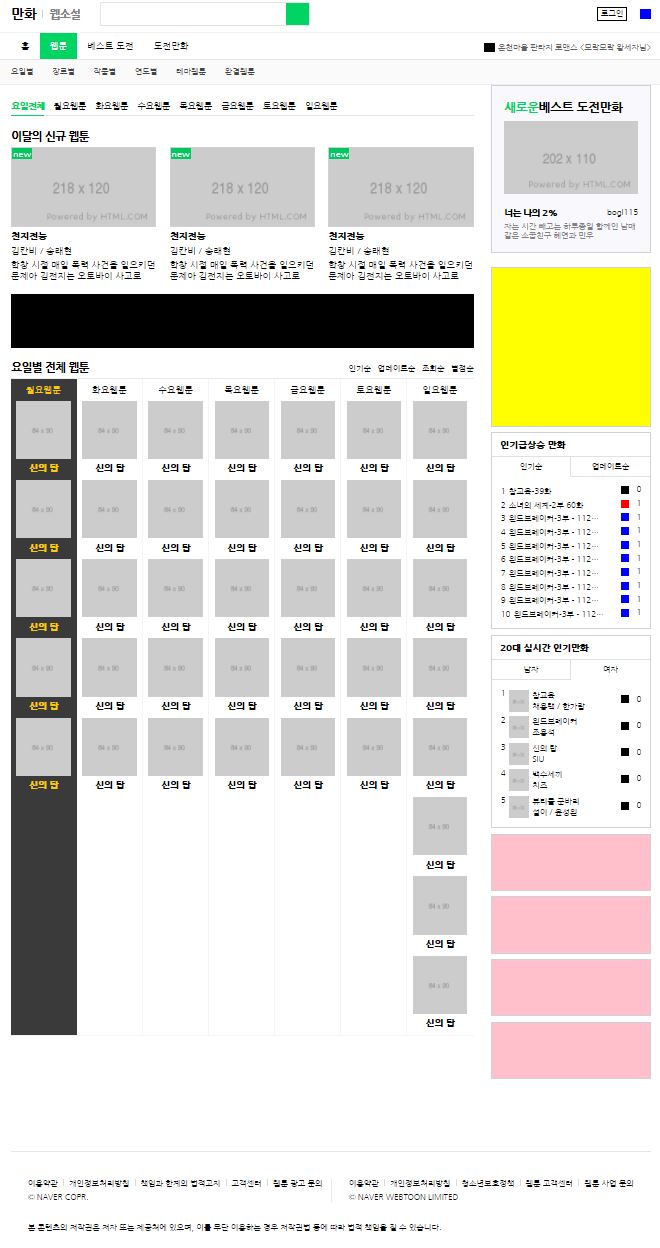 만화 웹소설 로그인
홈 웹툰 베스트 도전 도전만화 온천마을 판타지 로맨스 <모락모락 왕세자님>
요일별 장르별 작품별 연도별 테마웹툰 완결웹툰
요일전체 월요웹툰 화요웹툰 수요웹툰 목요웹툰 금요웹툰 토요웹툰 일요웹툰
이달의 신규 웹툰
new new new
218 x 120 218 x 120 218 x 120
Powered by HTML.COM Powered by HTML.COM Powered by HTML.COM
천지전능 천지전능 천지전능
김칸비 / 송래현 김칸비 / 송래현 김칸비 / 송래현
학창 시절 매일 폭력 사건을 일으키던 학창 시절 매일 폭력 사건을 일으키던 학창 시절 매일 폭력 사건을 일으키던
문제아 김전지는 오토바이 사고로 문제아 김전지는 오토바이 사고로 문제아 김전지는 오토바이 사고로
요일별 전체 웹툰 인기순 업데이트순 조회순 별점순
월요웹툰 화요웹툰 수요웹툰 목요웹툰 금요웹툰 토요웹툰 일요웹툰
84 x 90 84 x 90 84 x 90 84 x 90 84 x 90 84 x 90 84 x 90
신의 탑 신의 탑 신의 탑 신의 탑 신의 탑 신의 탑 신의 탑
84 x 90 84 x 90 84 x 90 84 x 90 84 x 90 84 x 90 84 x 90
신의 탑 신의 탑 신의 탑 신의 탑 신의 탑 신의 탑 신의 탑
84 x 90 84 x 90 84 x 90 84 x 90 84 x 90 84 x 90 84 x 90
신의 탑 신의 탑 신의 탑 신의 탑 신의 탑 신의 탑 신의 탑
84 x 90 84 x 90 84 x 90 84 x 90 84 x 90 84 x 90 84 x 90
신의 탑 신의 탑 신의 탑 신의 탑 신의 탑 신의 탑 신의 탑
84 x 90 84 x 90 84 x 90 84 x 90 84 x 90 84 x 90 84 x 90
신의 탑 신의 탑 신의 탑 신의 탑 신의 탑 신의 탑 신의 탑
84 x 90
신의 탑
84 x 90
신의 탑
84 x 90
신의 탑
새로운베스트 도전만화
202 x 110
Powered by HTML.COM
너는 나의 2% bogi115
자는 시간 빼고는 하루종일 함께인 남매
같은 소꿉친구 혜연과 민우
인기급상승 만화
인기순 업데이트순
1 참교육-39화 0
2 소녀의 세계-2부 60화 1
3 윈드브레이커-3부 - 112… 1
4 윈드브레이커-3부 - 112… 1
5 윈드브레이커-3부 - 112… 1
6 윈드브레이커-3부 - 112… 1
7 윈드브레이커-3부 - 112… 1
8 윈드브레이커-3부 - 112… 1
9 윈드브레이커-3부 - 112… 1
10 윈드브레이커-3부 - 112… 1
20대 실시간 인기만화
남자 여자
1 참교육 0
채용택 / 한가람
2 윈드브레이커 0
조용석
3 신의 탑 0
SIU
4 백수세끼 0
치즈
5 뷰티풀 군바리 0
설이 / 윤성원
이용약관 개인정보처리방침 책임과 한계의 법적고지 고객센터 웹툰 광고 문의
© NAVER COPR.
이용약관 개인정보처리방침 청소년보호정책 웹툰 고객센터 웹툰 사업 문의
© NAVER WEBTOON LIMITED
본 콘텐츠의 저작권은 저자 또는 제공처에 있으며, 이를 무단 이용하는 경우 저작권법 등에 따라 법적 책임을 질 수 있습니다.